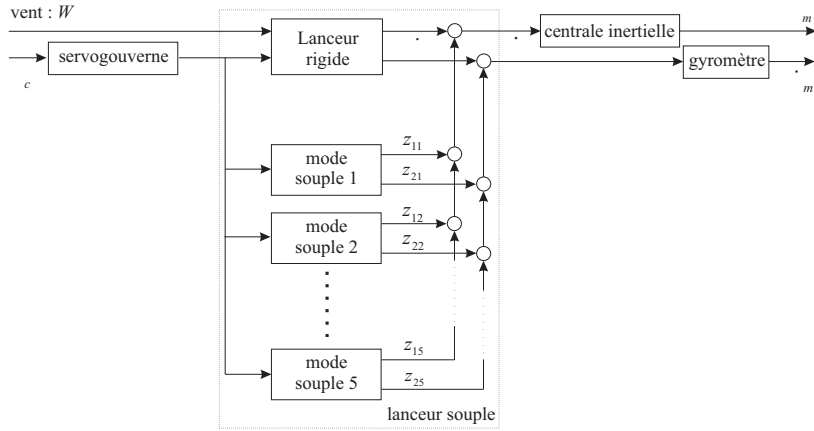 vent : W
servogouverne
c
Lanceur
rigide
centrale inertielle
m
gyromètre
m
mode
souple 1
z11
z21
mode
souple 2
z12
z22
mode
souple 5
z15
z25
lanceur souple